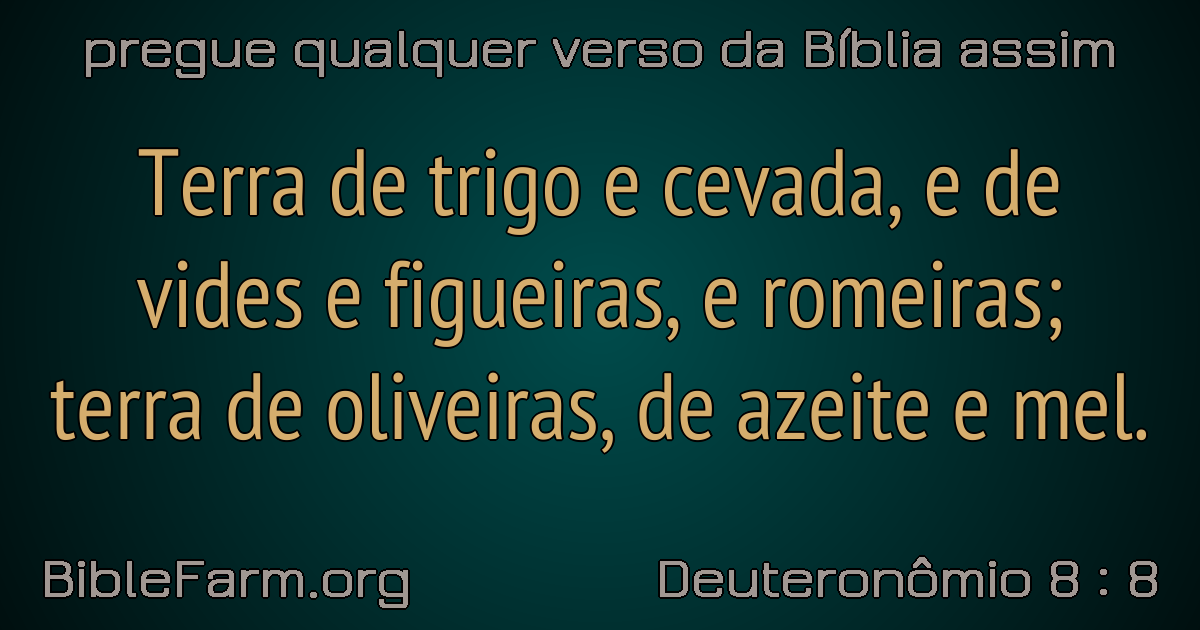 pregue qualquer verso da Bíblia assim
Terra de trigo e cevada, e de
vides e figueiras, e romeiras;
terra de oliveiras, de azeite e mel.
BibleFarm.org
Deuteronômio 8 : 8